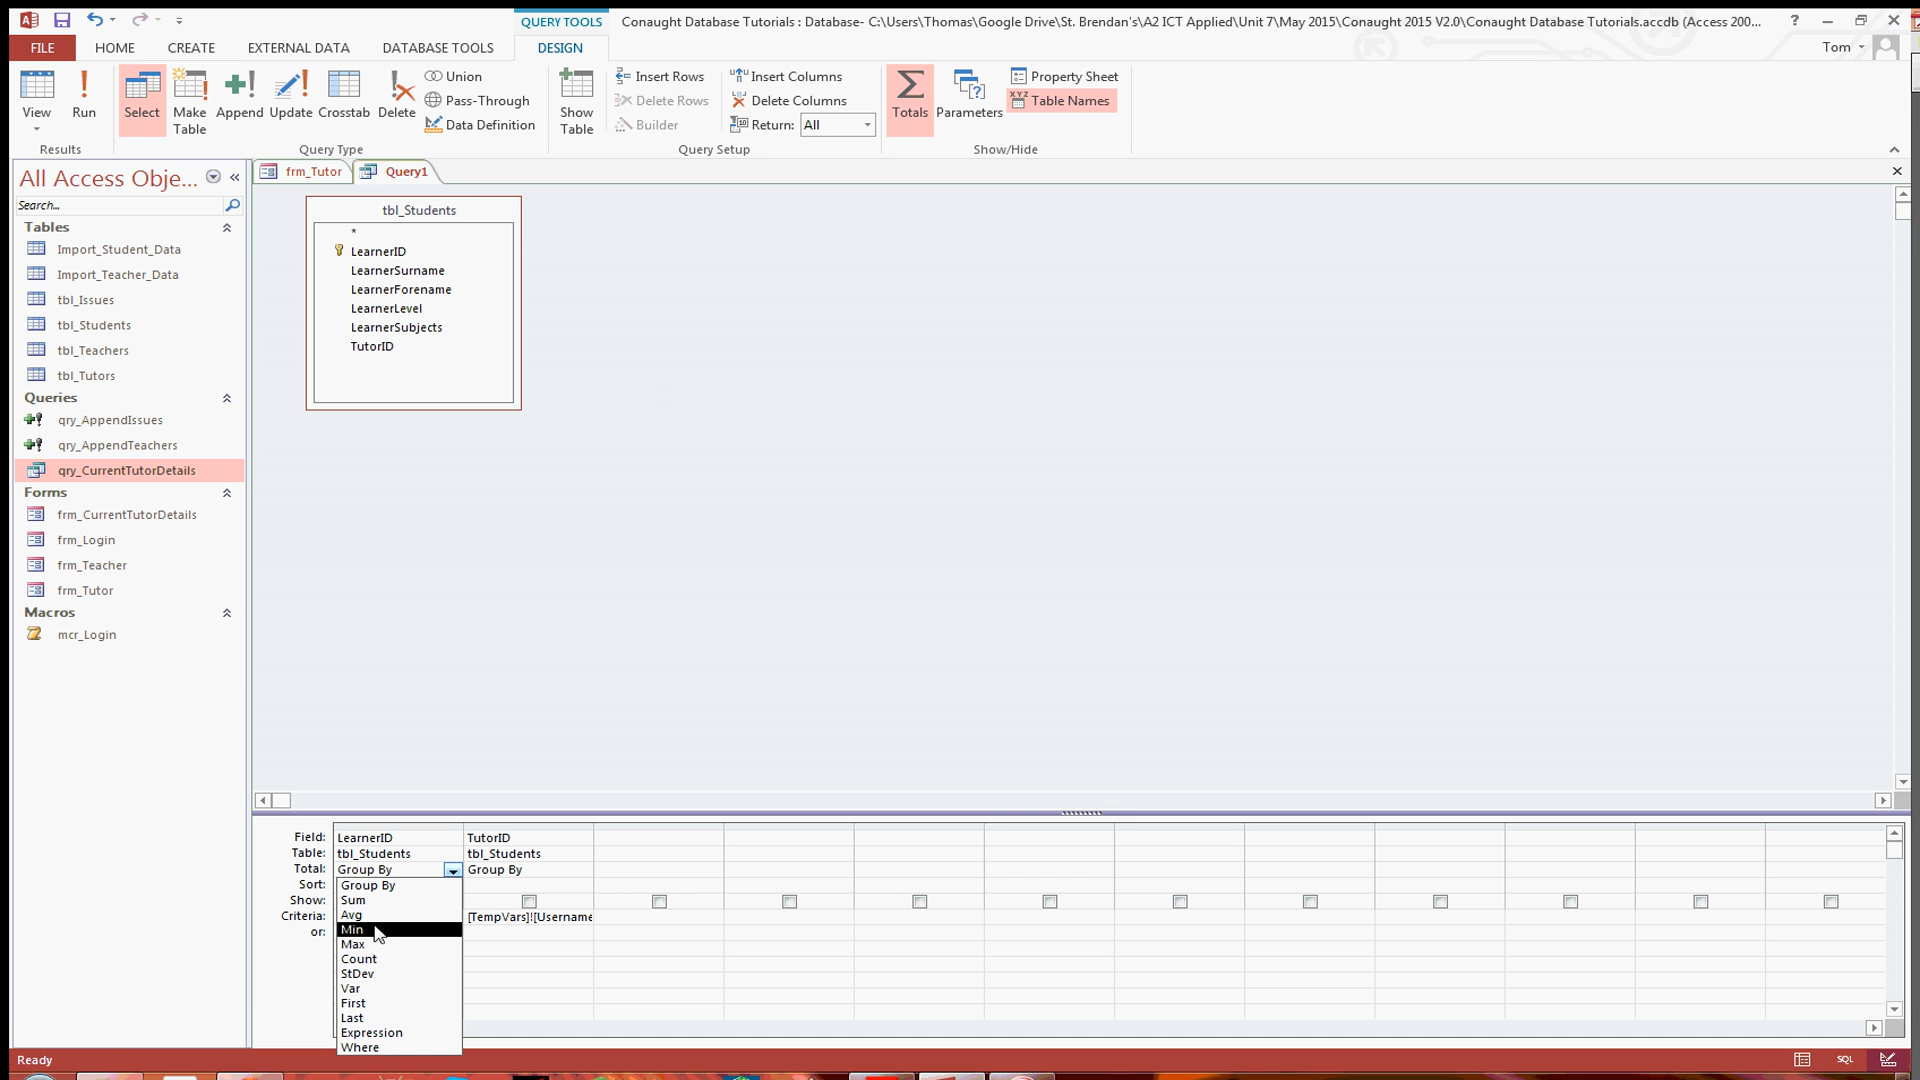 QUERY TOOLS
Conaught Database Tutorials : Database- C:\Users\Thomas\Google Drive\St. Brendan's\A2 ICT Applied\Unit 7\May 2015\Conaught 2015 V2.0\Conaught Database Tutorials.accdb (Access 200...
?
FILE HOME CREATE EXTERNAL DATA DATABASE TOOLS DESIGN
Tom
View
Run
Results
Select
Make Table
Append
Update
Crosstab
Delete
Union
Pass-Through
Data Definition
Query Type
Show Table
Insert Rows
Delete Rows
Builder
Insert Columns
Delete Columns
Return: All
Query Setup
Totals
Parameters
Property Sheet
XYZ Table Names
Show/Hide
All Access Obje...
Search...
Tables
Import_Student_Data
Import_Teacher_Data
tbl_Issues
tbl_Students
tbl_Teachers
tbl_Tutors
Queries
qry_AppendIssues
qry_AppendTeachers
qry_CurrentTutorDetails
Forms
frm_CurrentTutorDetails
frm_Login
frm_Teacher
frm_Tutor
Macros
mcr_Login
frm_Tutor
Query1
tbl_Students
*
LearnerID
LearnerSurname
LearnerForename
LearnerLevel
LearnerSubjects
TutorID
Field: LearnerID TutorID
Table: tbl_Students tbl_Students
Total: Group By Group By
Sort:
Show:
Criteria: [TempVars]![Username
or:
Group By
Sum
Avg
Min
Max
Count
StDev
Var
First
Last
Expression
Where
Ready
SQL